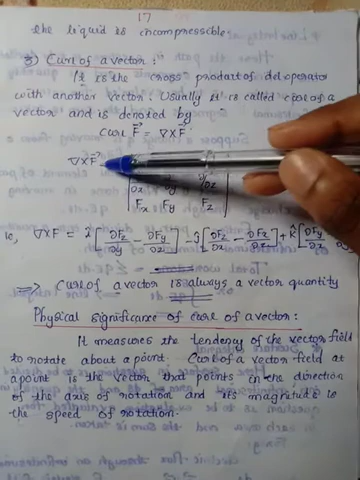 17
the liquid is incompressible.
3) Curl of a vector :-
It is the cross product of del operator
with another vector. Usually it is called curl of a
vector and is denoted by
Curl F⃗ = ∇×F
∇×F⃗
∂x ∂y ∂z
Fx Fy Fz
ie, ∇×F = î[∂Fz/∂y − ∂Fy/∂z] − ĵ[∂Fz/∂x − ∂Fx/∂z] + k̂[∂Fy/∂x
⇒ Curl of a vector is always a vector quantity
Physical significance of curl of a vector :
It measures the tendency of the vector field
to rotate about a point. Curl of a vector field at
a point is the vector that points in the direction
of the axis of rotation and its magnitude is
the speed of rotation.